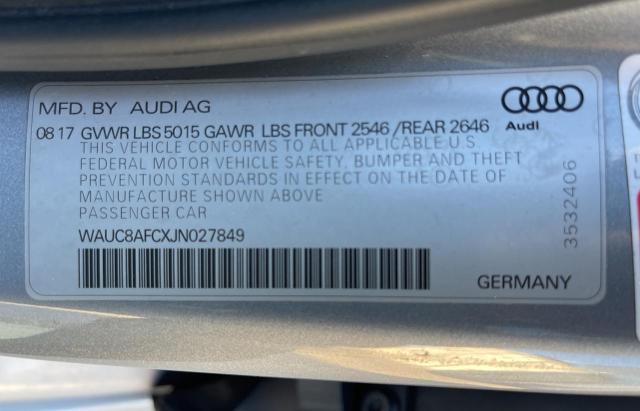 MFD. BY AUDI AG
08 17 GVWR LBS 5015 GAWR LBS FRONT 2546 /REAR 2646
Audi
THIS VEHICLE CONFORMS TO ALL APPLICABLE U.S.
FEDERAL MOTOR VEHICLE SAFETY, BUMPER AND THEFT
PREVENTION STANDARDS IN EFFECT ON THE DATE OF
MANUFACTURE SHOWN ABOVE
PASSENGER CAR
WAUC8AFCXJN027849
3532406
GERMANY